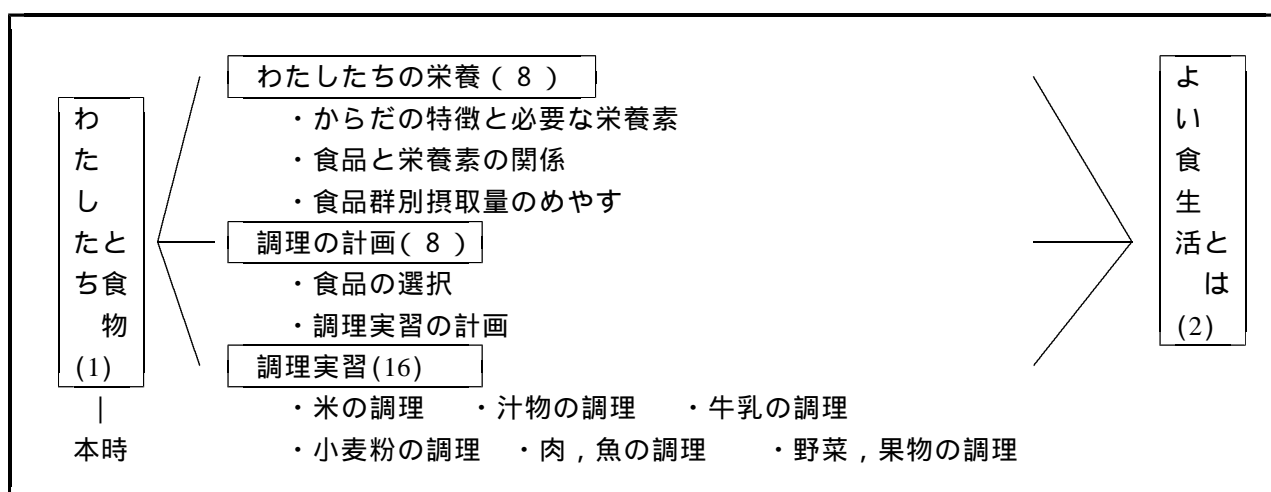 わたしたちと食物(1)
｜
本時
わたしたちの栄養(８)
・からだの特徴と必要な栄養素
・食品と栄養素の関係
・食品群別摂取量のめやす
調理の計画(８)
・食品の選択
・調理実習の計画
調理実習(16)
・米の調理　・汁物の調理　・牛乳の調理
・小麦粉の調理　・肉，魚の調理　・野菜，果物の調理
よい食生活とは(2)